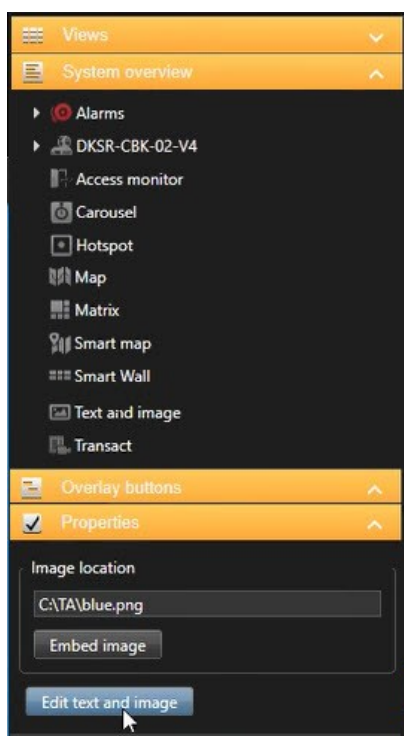 Views
System overview
Alarms
DKSR-CBK-02-V4
Access monitor
Carousel
Hotspot
Map
Matrix
Smart map
Smart Wall
Text and image
Transact
Overlay buttons
Properties
Image location
C:\TA\blue.png
Embed image
Edit text and image